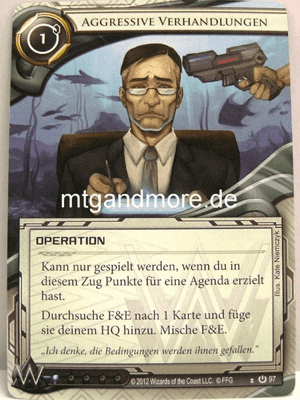 Aggressive Verhandlungen
1
mtgandmore.de
OPERATION
Kann nur gespielt werden, wenn du in
diesem Zug Punkte für eine Agenda erzielt
hast.
Durchsuche F&E nach 1 Karte und füge
sie deinem HQ hinzu. Mische F&E.
„Ich denke, die Bedingungen werden ihnen gefallen.“
Illus. Kate Niemczyk
© 2012 Wizards of the Coast LLC. © FFG
97